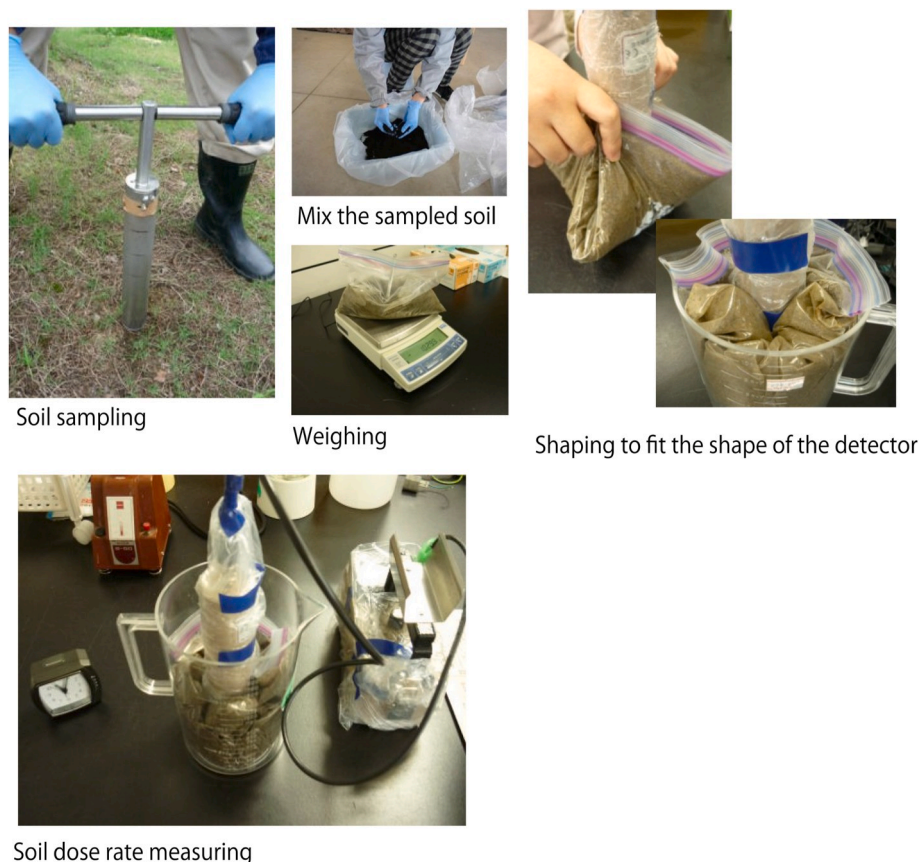 Soil sampling
Mix the sampled soil
Weighing
Shaping to fit the shape of the detector
Soil dose rate measuring